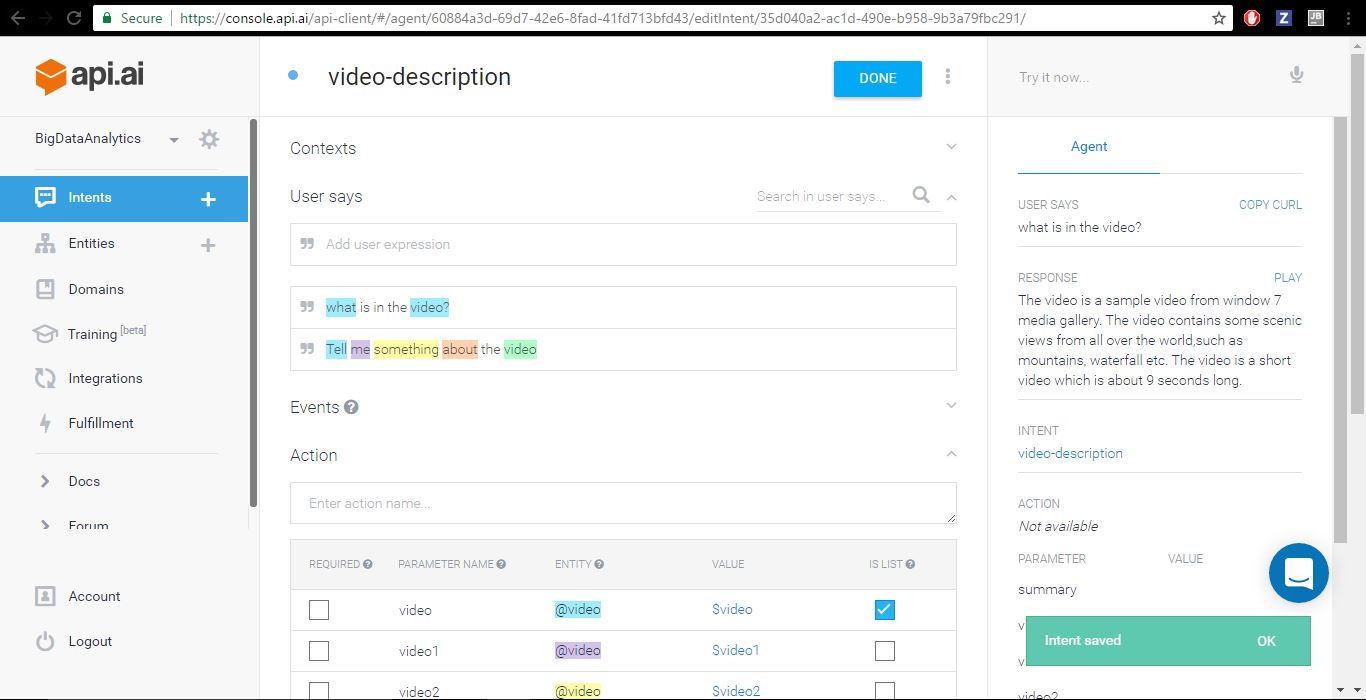 Secure https://console.api.ai/api-client/#/agent/60884a3d-69d7-42e6-8fad-41fd713bfd43/editIntent/35d040a2-ac1d-490e-b958-9b3a79fbc291/
Z
JB
api.ai
BigDataAnalytics
Intents
Entities
Domains
Training [beta]
Integrations
Fulfillment
Docs
Forum
Account
Logout
video-description
DONE
Contexts
User says
Search in user says...
Add user expression
what is in the video?
Tell me something about the video
Events
Action
Enter action name...
REQUIRED PARAMETER NAME ENTITY VALUE IS LIST
video @video $video
video1 @video $video1
video2 @video $video2
Try it now...
Agent
USER SAYS COPY CURL
what is in the video?
RESPONSE PLAY
The video is a sample video from window 7
media gallery. The video contains some scenic
views from all over the world,such as
mountains, waterfall etc. The video is a short
video which is about 9 seconds long.
INTENT
video-description
ACTION
Not available
PARAMETER VALUE
summary
Intent saved OK
video2